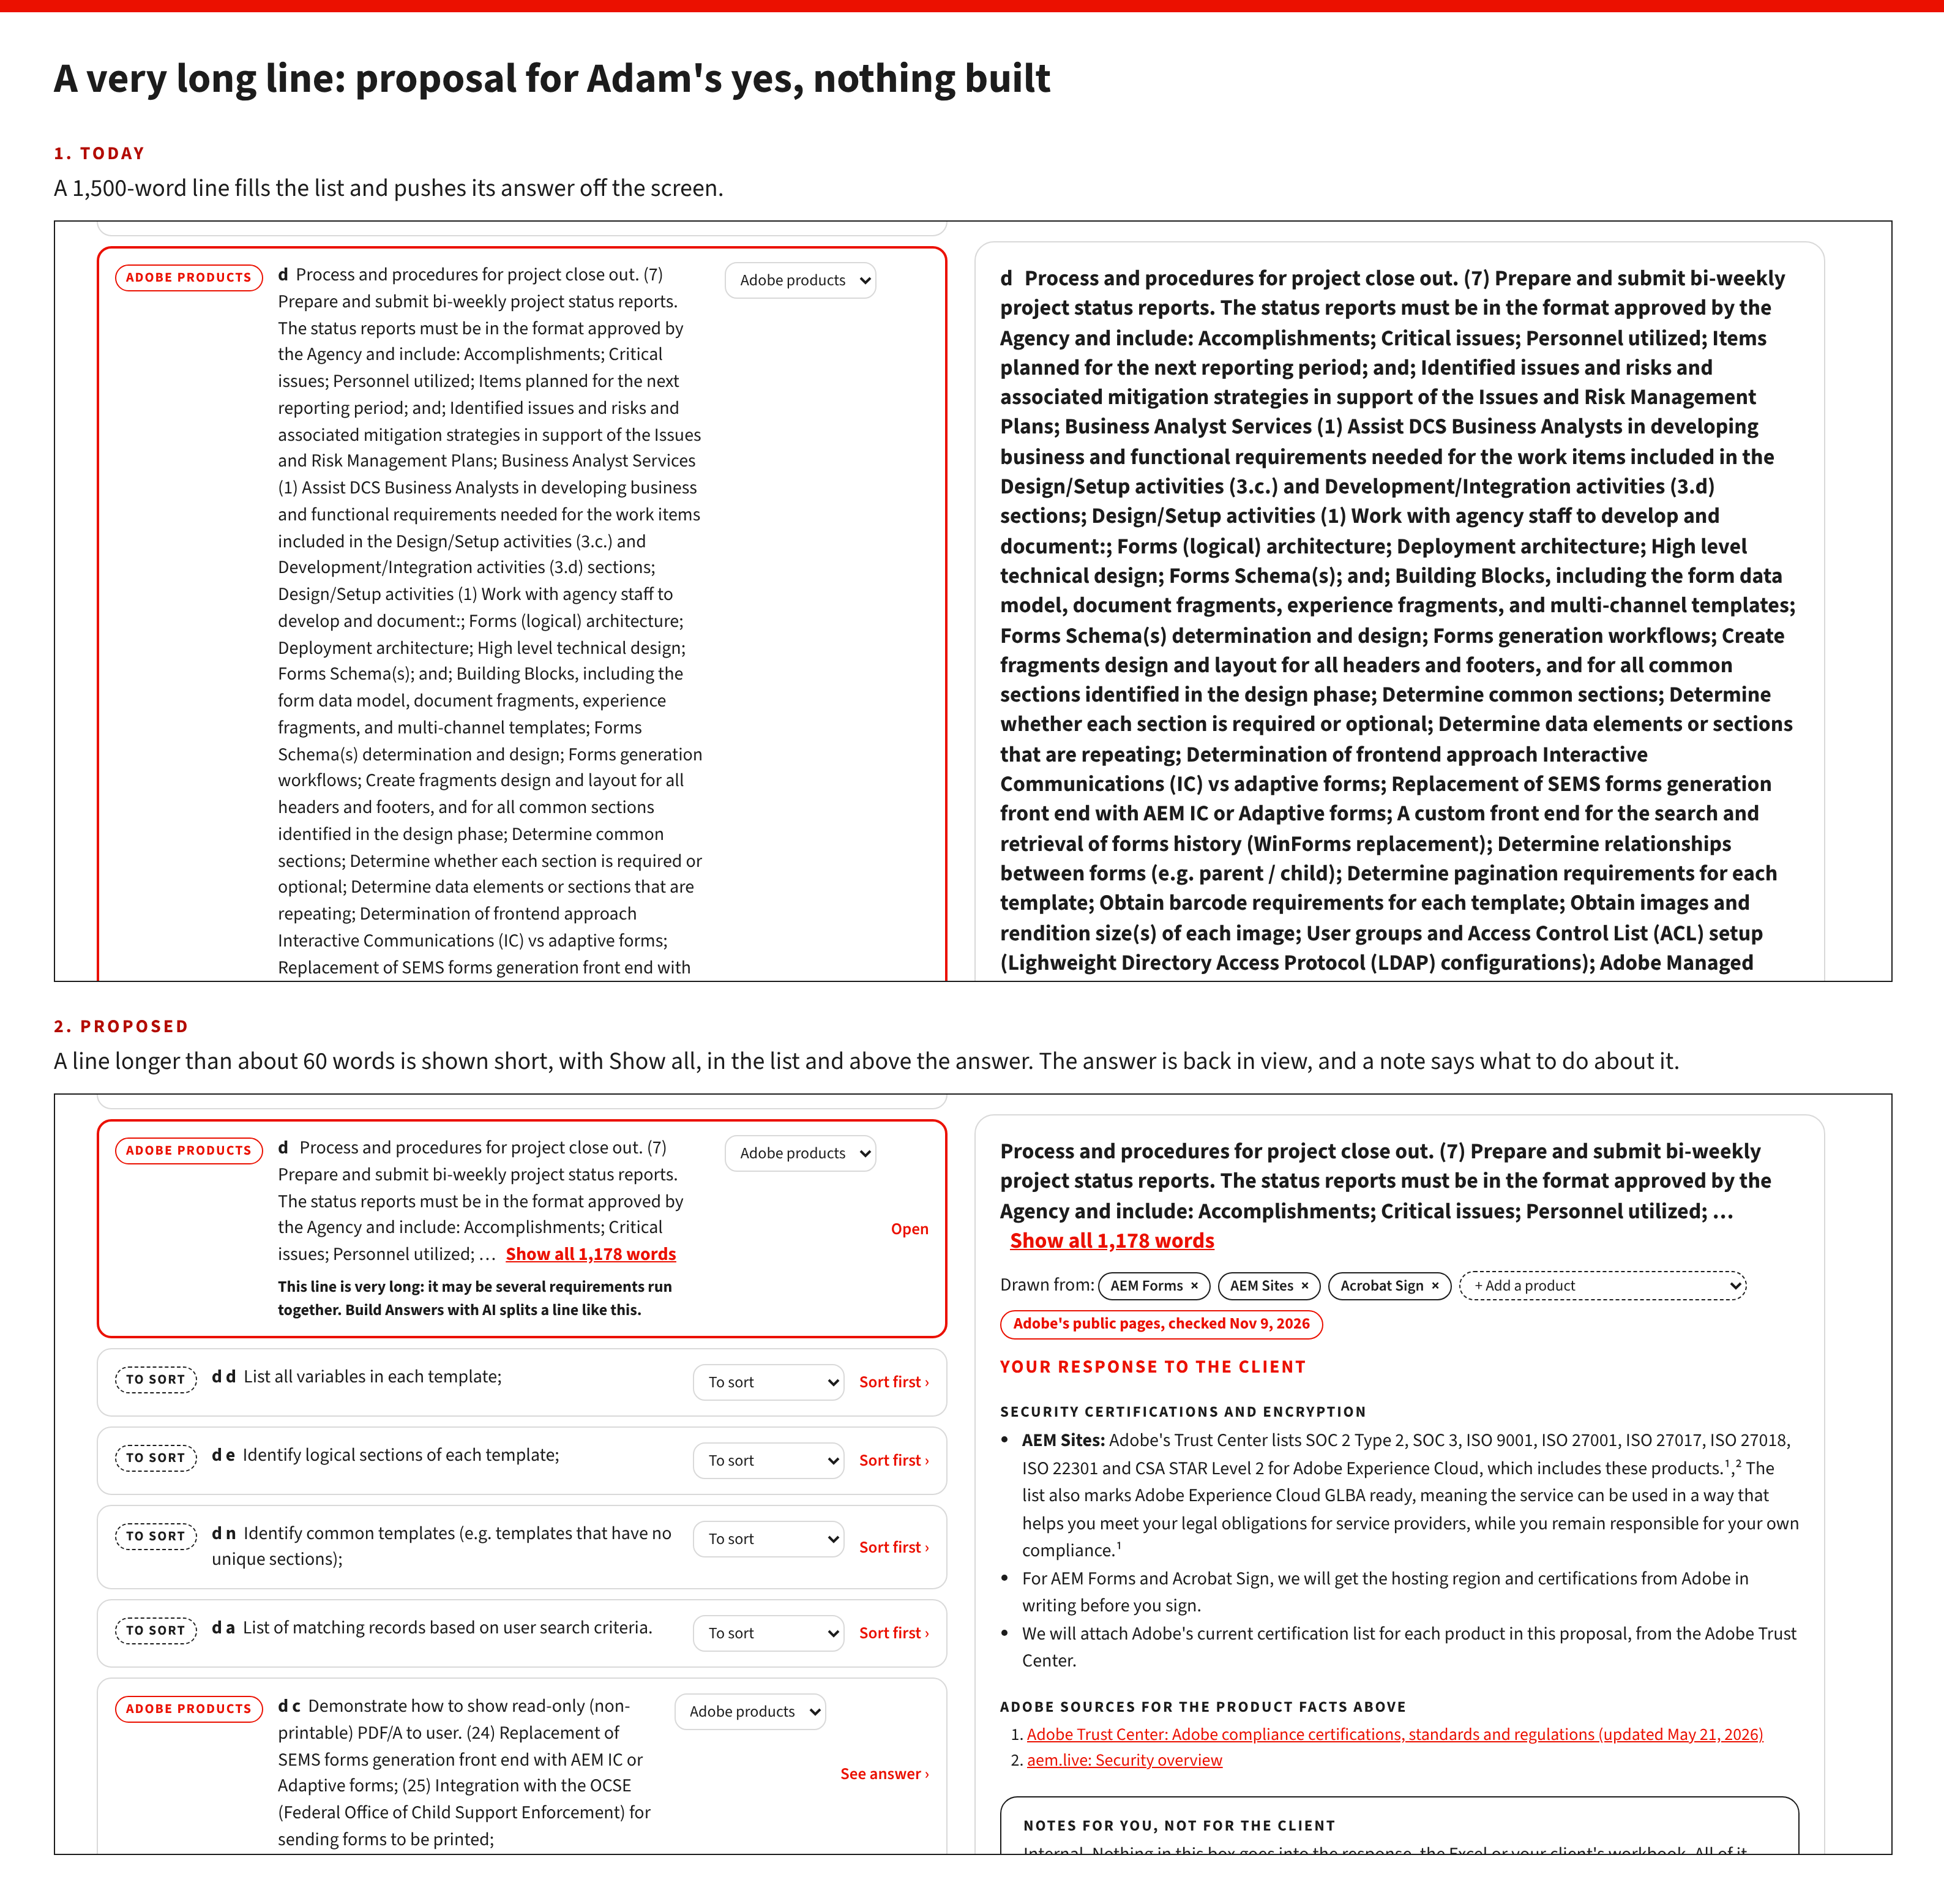 A very long line: proposal for Adam's yes, nothing built
1. TODAY
A 1,500-word line fills the list and pushes its answer off the screen.
ADOBE PRODUCTS
d Process and procedures for project close out. (7)
Prepare and submit bi-weekly project status reports.
The status reports must be in the format approved by
the Agency and include: Accomplishments; Critical
issues; Personnel utilized; Items planned for the next
reporting period; and; Identified issues and risks and
associated mitigation strategies in support of the Issues
and Risk Management Plans; Business Analyst Services
(1) Assist DCS Business Analysts in developing business
and functional requirements needed for the work items
included in the Design/Setup activities (3.c.) and
Development/Integration activities (3.d) sections;
Design/Setup activities (1) Work with agency staff to
develop and document:; Forms (logical) architecture;
Deployment architecture; High level technical design;
Forms Schema(s); and; Building Blocks, including the
form data model, document fragments, experience
fragments, and multi-channel templates; Forms
Schema(s) determination and design; Forms generation
workflows; Create fragments design and layout for all
headers and footers, and for all common sections
identified in the design phase; Determine common
sections; Determine whether each section is required or
optional; Determine data elements or sections that are
repeating; Determination of frontend approach
Interactive Communications (IC) vs adaptive forms;
Replacement of SEMS forms generation front end with
Adobe products
d Process and procedures for project close out. (7) Prepare and submit bi-weekly
project status reports. The status reports must be in the format approved by the
Agency and include: Accomplishments; Critical issues; Personnel utilized; Items
planned for the next reporting period; and; Identified issues and risks and
associated mitigation strategies in support of the Issues and Risk Management
Plans; Business Analyst Services (1) Assist DCS Business Analysts in developing
business and functional requirements needed for the work items included in the
Design/Setup activities (3.c.) and Development/Integration activities (3.d)
sections; Design/Setup activities (1) Work with agency staff to develop and
document:; Forms (logical) architecture; Deployment architecture; High level
technical design; Forms Schema(s); and; Building Blocks, including the form data
model, document fragments, experience fragments, and multi-channel templates;
Forms Schema(s) determination and design; Forms generation workflows; Create
fragments design and layout for all headers and footers, and for all common
sections identified in the design phase; Determine common sections; Determine
whether each section is required or optional; Determine data elements or sections
that are repeating; Determination of frontend approach Interactive
Communications (IC) vs adaptive forms; Replacement of SEMS forms generation
front end with AEM IC or Adaptive forms; A custom front end for the search and
retrieval of forms history (WinForms replacement); Determine relationships
between forms (e.g. parent / child); Determine pagination requirements for each
template; Obtain barcode requirements for each template; Obtain images and
rendition size(s) of each image; User groups and Access Control List (ACL) setup
(Lighweight Directory Access Protocol (LDAP) configurations); Adobe Managed
2. PROPOSED
A line longer than about 60 words is shown short, with Show all, in the list and above the answer. The answer is back in view, and a note says what to do about it.
ADOBE PRODUCTS
d Process and procedures for project close out. (7)
Prepare and submit bi-weekly project status reports.
The status reports must be in the format approved by
the Agency and include: Accomplishments; Critical
issues; Personnel utilized; … Show all 1,178 words
This line is very long: it may be several requirements run
together. Build Answers with AI splits a line like this.
Adobe products
Open
TO SORT
d d List all variables in each template;
To sort
Sort first ›
TO SORT
d e Identify logical sections of each template;
To sort
Sort first ›
TO SORT
d n Identify common templates (e.g. templates that have no
unique sections);
To sort
Sort first ›
TO SORT
d a List of matching records based on user search criteria.
To sort
Sort first ›
ADOBE PRODUCTS
d c Demonstrate how to show read-only (non-
printable) PDF/A to user. (24) Replacement of
SEMS forms generation front end with AEM IC or
Adaptive forms; (25) Integration with the OCSE
(Federal Office of Child Support Enforcement) for
sending forms to be printed;
Adobe products
See answer ›
Process and procedures for project close out. (7) Prepare and submit bi-weekly
project status reports. The status reports must be in the format approved by the
Agency and include: Accomplishments; Critical issues; Personnel utilized; …
Show all 1,178 words
Drawn from: AEM Forms × AEM Sites × Acrobat Sign × + Add a product
Adobe's public pages, checked Nov 9, 2026
YOUR RESPONSE TO THE CLIENT
SECURITY CERTIFICATIONS AND ENCRYPTION
• AEM Sites: Adobe's Trust Center lists SOC 2 Type 2, SOC 3, ISO 9001, ISO 27001, ISO 27017, ISO 27018,
ISO 22301 and CSA STAR Level 2 for Adobe Experience Cloud, which includes these products.¹,² The
list also marks Adobe Experience Cloud GLBA ready, meaning the service can be used in a way that
helps you meet your legal obligations for service providers, while you remain responsible for your own
compliance.¹
• For AEM Forms and Acrobat Sign, we will get the hosting region and certifications from Adobe in
writing before you sign.
• We will attach Adobe's current certification list for each product in this proposal, from the Adobe Trust
Center.
ADOBE SOURCES FOR THE PRODUCT FACTS ABOVE
1. Adobe Trust Center: Adobe compliance certifications, standards and regulations (updated May 21, 2026)
2. aem.live: Security overview
NOTES FOR YOU, NOT FOR THE CLIENT
Internal. Nothing in this box goes into the response, the Excel or your client's workbook. All of it